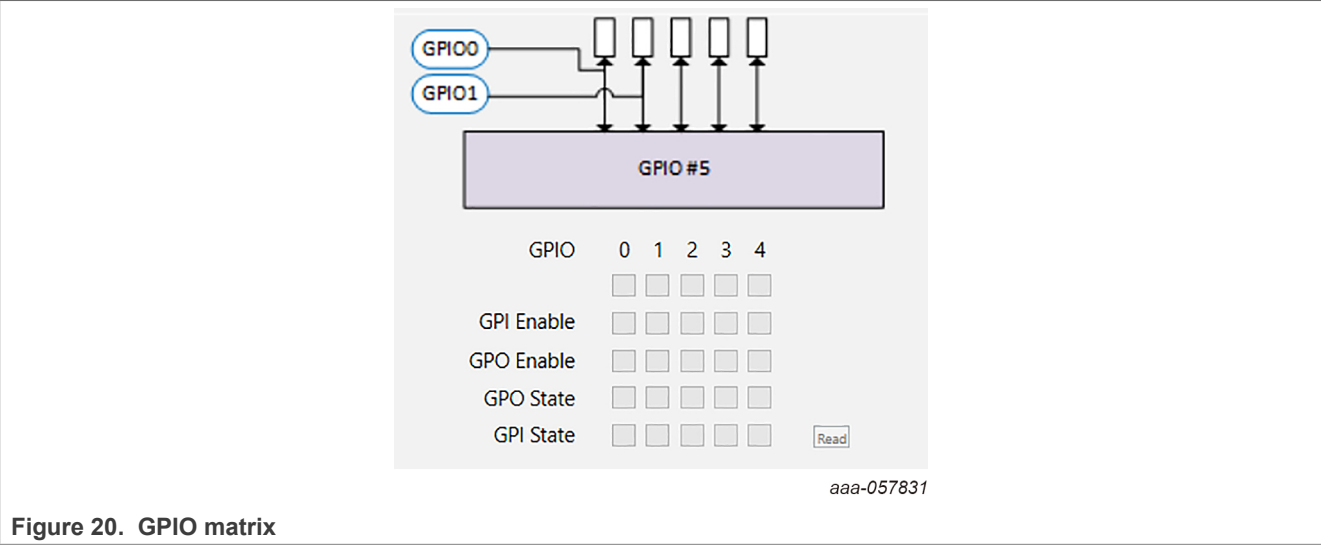 GPIO0
GPIO1
GPIO #5
GPIO 0 1 2 3 4
GPI Enable
GPO Enable
GPO State
GPI State Read
aaa-057831
Figure 20. GPIO matrix